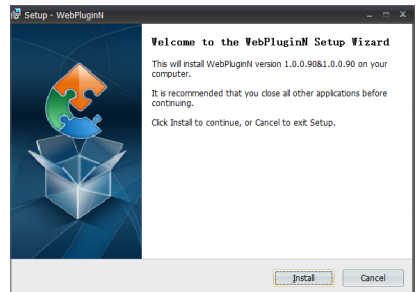 Setup - WebPluginN
Welcome to the WebPluginN Setup Wizard
This will install WebPluginN version 1.0.0.90&1.0.0.90 on your
computer.
It is recommended that you close all other applications before
continuing.
Click Install to continue, or Cancel to exit Setup.
Install
Cancel